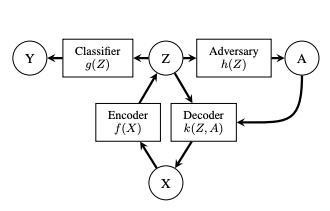 Y
Classifier
g(Z)
Z
Adversary
h(Z)
A
Encoder
f(X)
Decoder
k(Z, A)
X